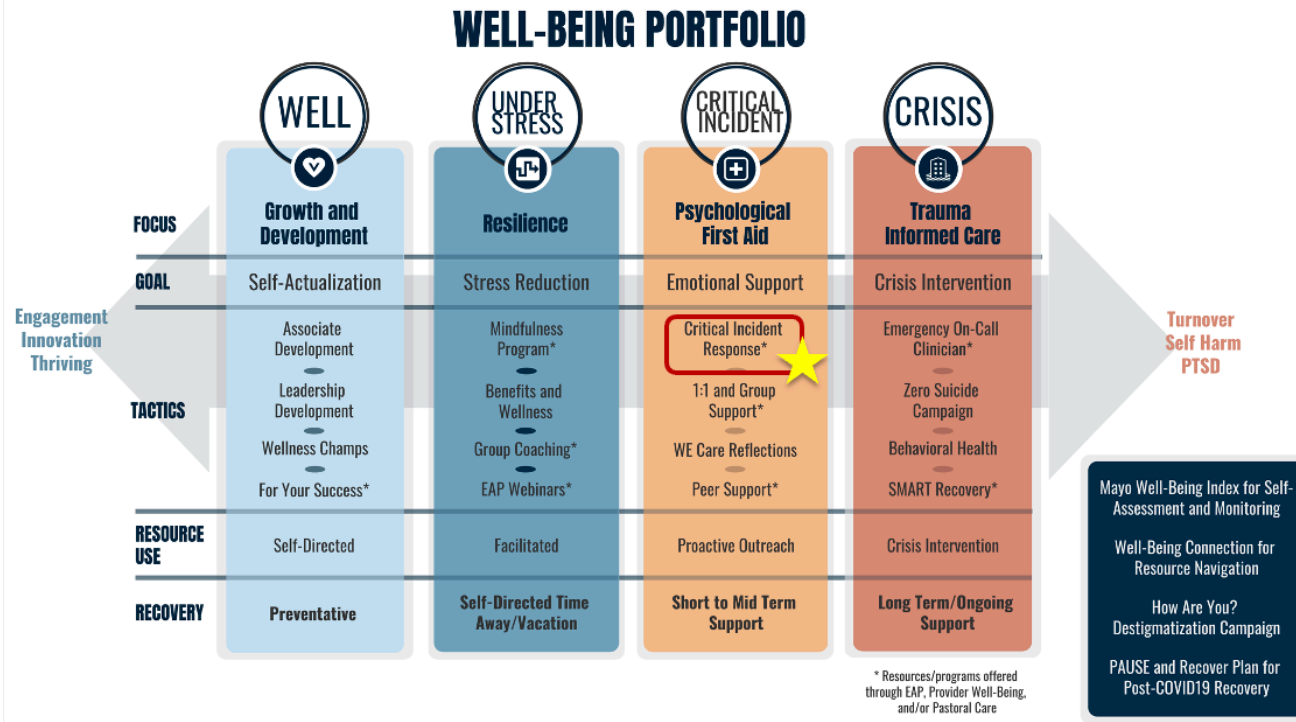 WELL-BEING PORTFOLIO
WELL
UNDER
STRESS
CRITICAL
INCIDENT
CRISIS
FOCUS
Growth and
Development
Resilience
Psychological
First Aid
Trauma
Informed Care
GOAL
Self-Actualization
Stress Reduction
Emotional Support
Crisis Intervention
Engagement
Innovation
Thriving
TACTICS
Associate
Development
Leadership
Development
Wellness Champs
For Your Success*
Mindfulness
Program*
Benefits and
Wellness
Group Coaching*
EAP Webinars*
Critical Incident
Response*
1:1 and Group
Support*
WE Care Reflections
Peer Support*
Emergency On-Call
Clinician*
Zero Suicide
Campaign
Behavioral Health
SMART Recovery*
Turnover
Self Harm
PTSD
RESOURCE
USE
Self-Directed
Facilitated
Proactive Outreach
Crisis Intervention
RECOVERY
Preventative
Self-Directed Time
Away/Vacation
Short to Mid Term
Support
Long Term/Ongoing
Support
* Resources/programs offered
through EAP, Provider Well-Being,
and/or Pastoral Care
Mayo Well-Being Index for Self-
Assessment and Monitoring
Well-Being Connection for
Resource Navigation
How Are You?
Destigmatization Campaign
PAUSE and Recover Plan for
Post-COVID19 Recovery